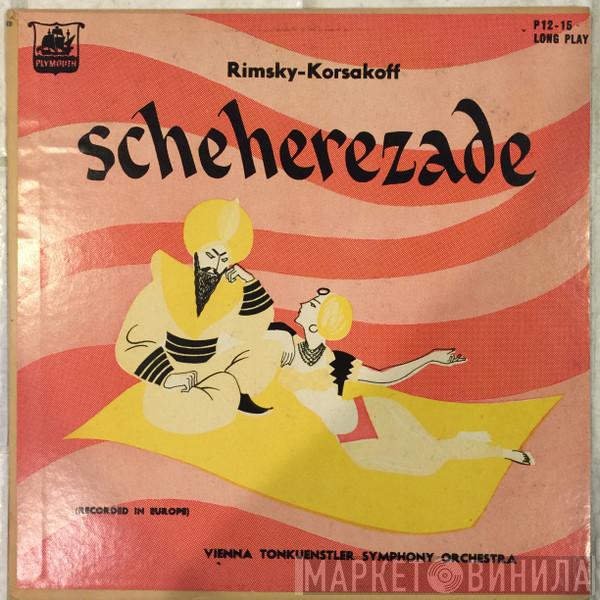 PLYMOUTH
P12-15
LONG PLAY
Rimsky-Korsakoff
scheherezade
(RECORDED IN EUROPE)
VIENNA TONKUENSTLER SYMPHONY ORCHESTRA
МАРКЕТ ВИНИЛА